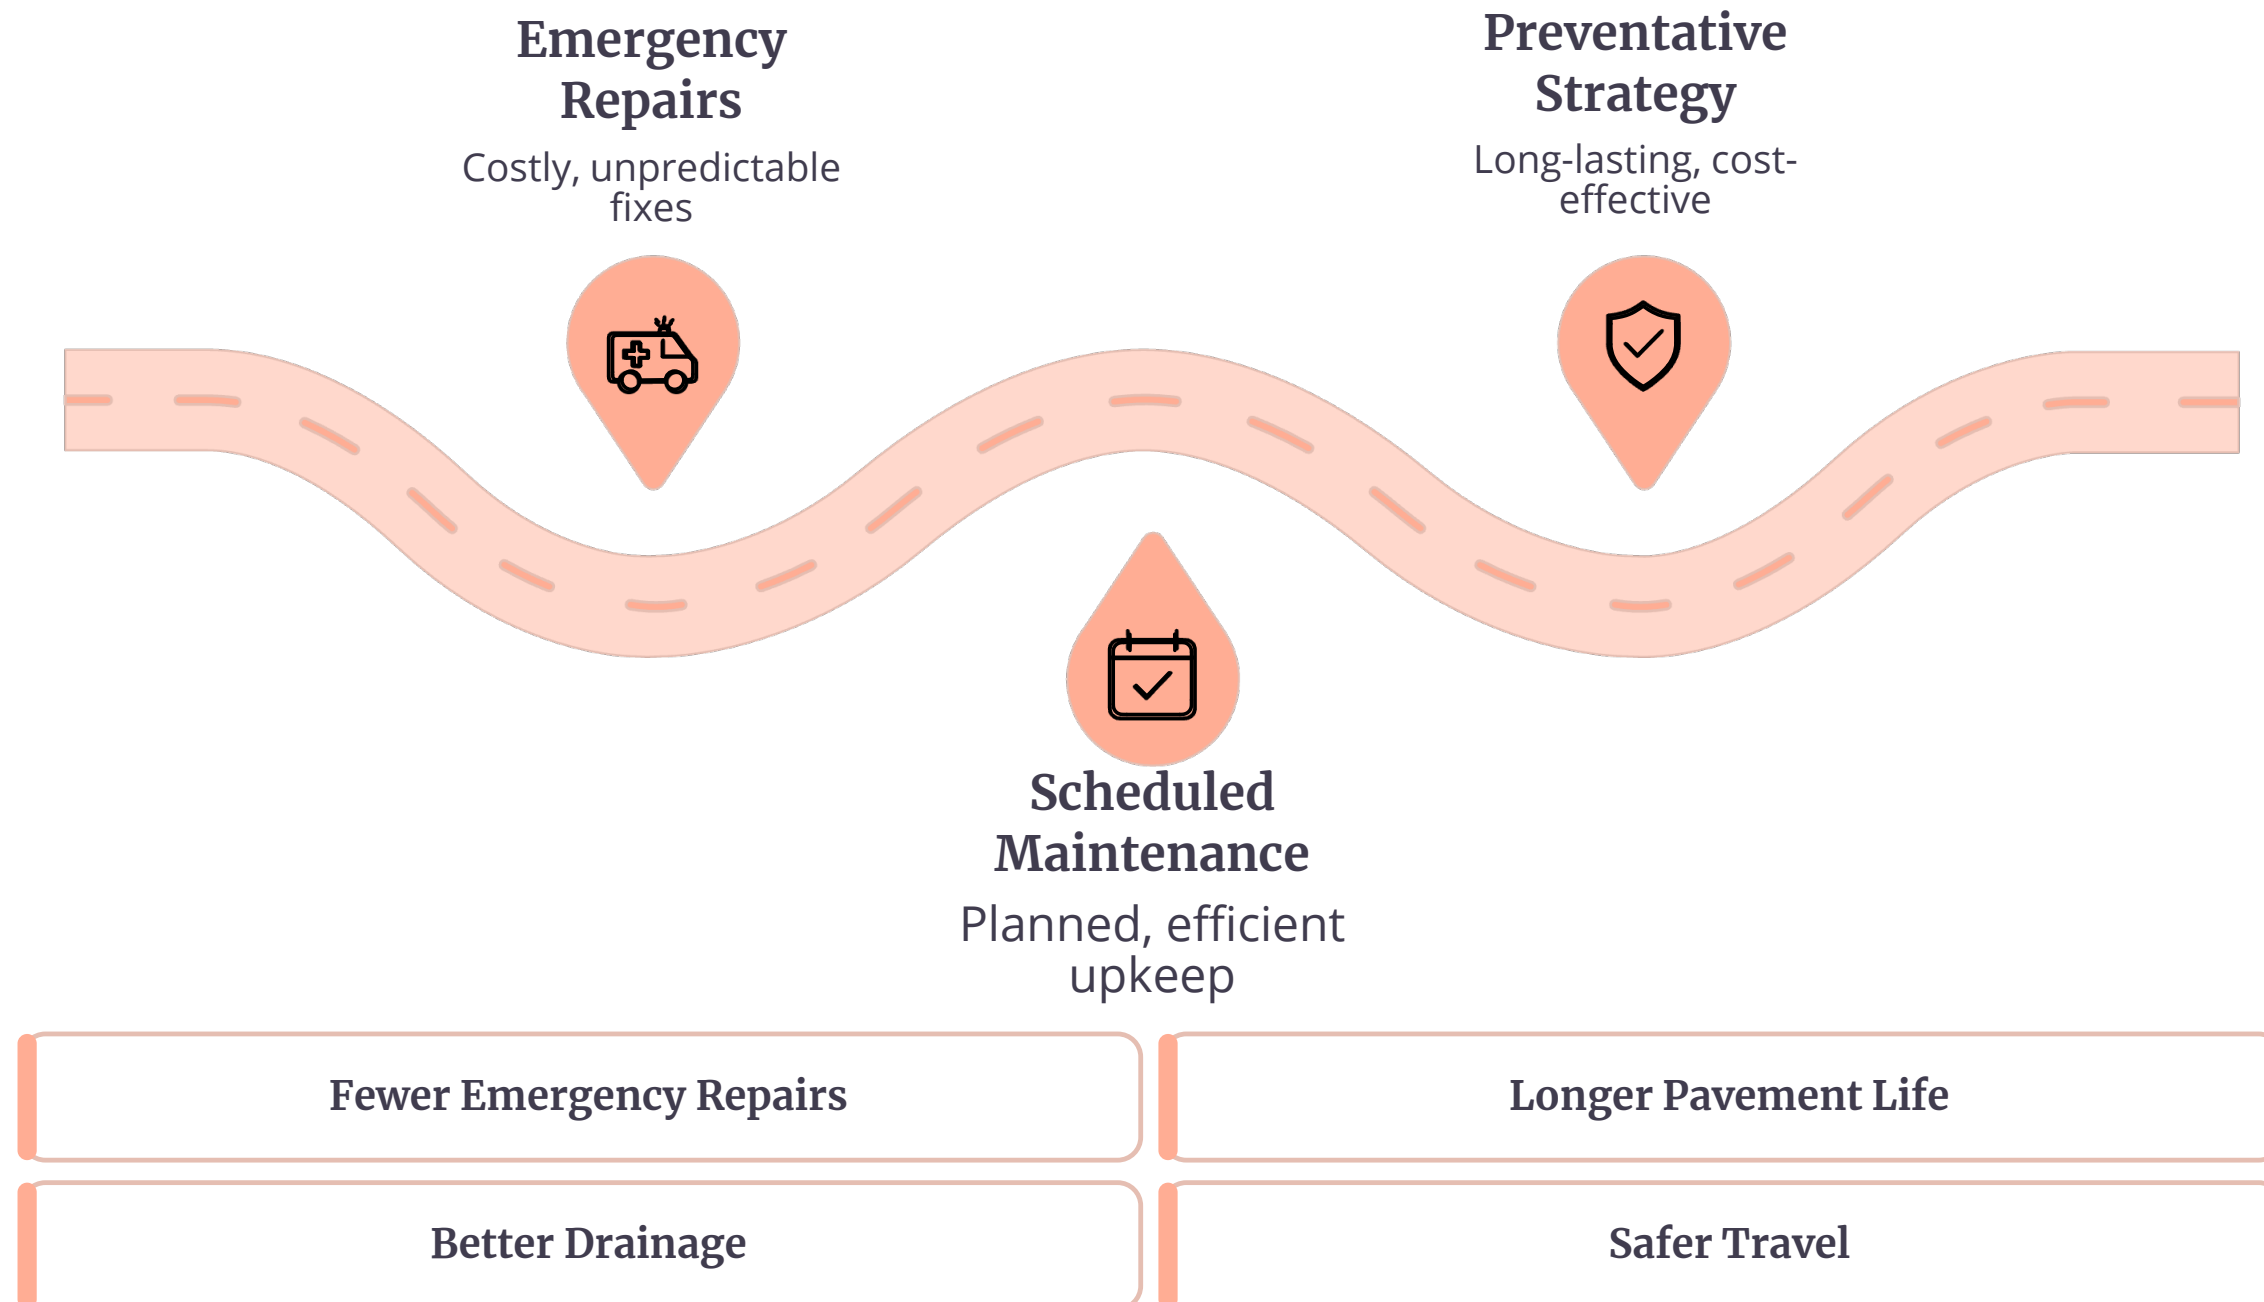 Emergency
Repairs
Costly, unpredictable
fixes
Preventative
Strategy
Long-lasting, cost-
effective
Scheduled
Maintenance
Planned, efficient
upkeep
Fewer Emergency Repairs
Longer Pavement Life
Better Drainage
Safer Travel